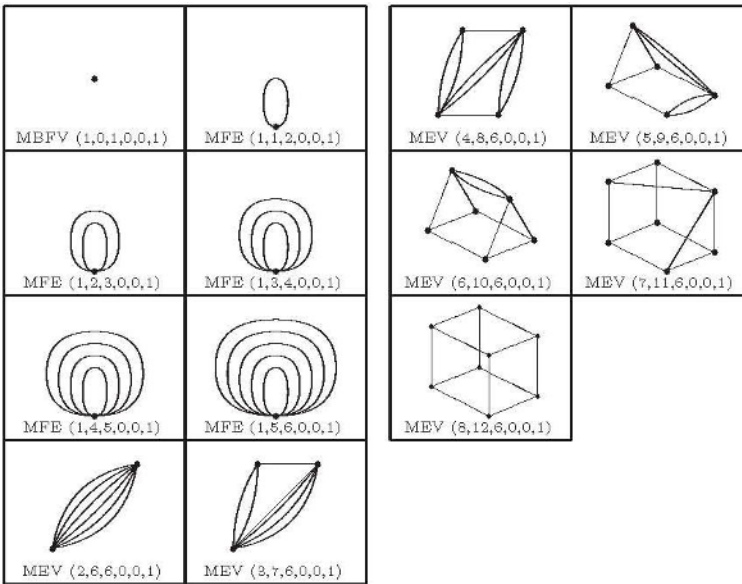 MBFV (1,0,1,0,0,1)
MFE (1,1,2,0,0,1)
MFE (1,2,3,0,0,1)
MFE (1,3,4,0,0,1)
MFE (1,4,5,0,0,1)
MFE (1,5,6,0,0,1)
MEV (2,6,6,0,0,1)
MEV (3,7,6,0,0,1)
MEV (4,8,6,0,0,1)
MEV (5,9,6,0,0,1)
MEV (6,10,6,0,0,1)
MEV (7,11,6,0,0,1)
MEV (8,12,6,0,0,1)